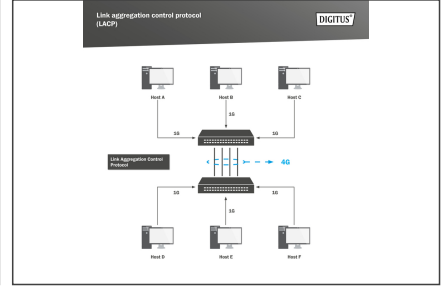 Link aggregation control protocol
(LACP)
DIGITUS®
Host A
Host B
Host C
1G
1G
1G
Link Aggregation Control
Protocol
4G
1G
1G
1G
Host D
Host E
Host F